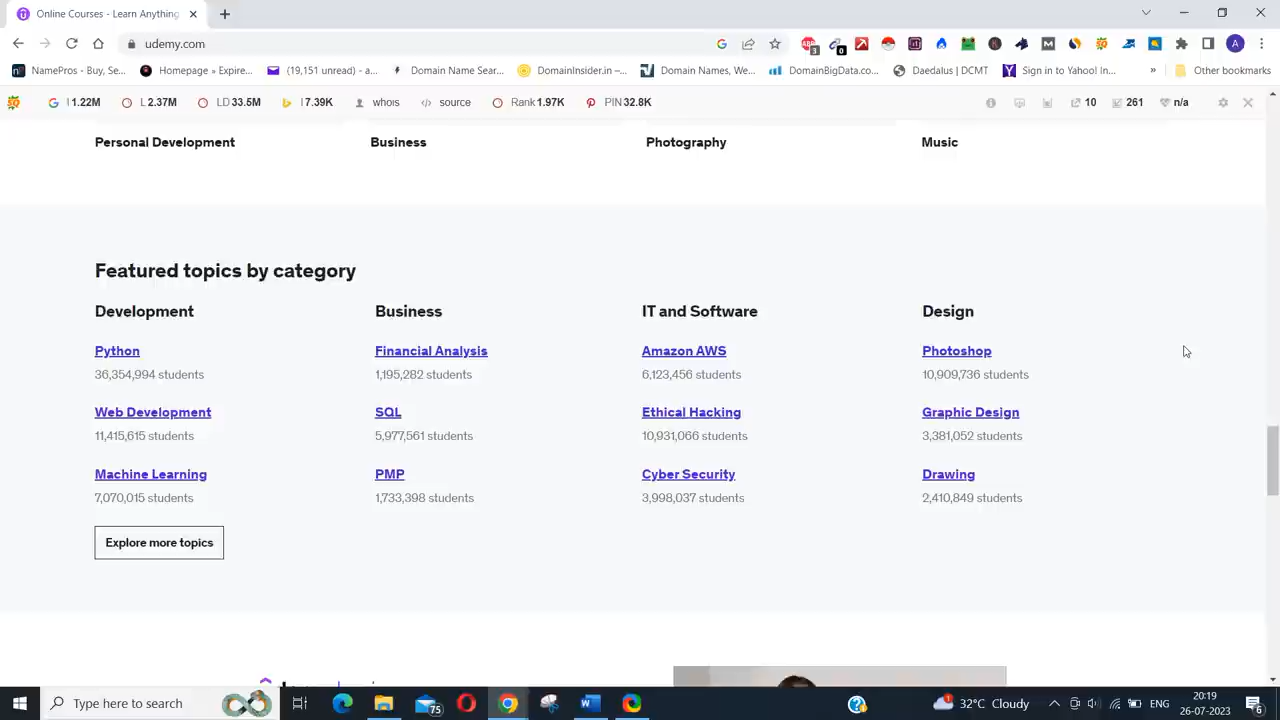 Online Courses - Learn Anything
udemy.com
NamePros - Buy, Se...
Homepage » Expire...
(19,151 unread) - a...
Domain Name Sear...
DomainInsider.in –...
Domain Names, We...
DomainBigData.co...
Daedalus | DCMT
Sign in to Yahoo! In...
Other bookmarks
I 1.22M
L 2.37M
LD 33.5M
I 7.39K
whois
source
Rank 1.97K
PIN 32.8K
10
261
n/a
Personal Development
Business
Photography
Music
Featured topics by category
Development
Business
IT and Software
Design
Python
Financial Analysis
Amazon AWS
Photoshop
36,354,994 students
1,195,282 students
6,123,456 students
10,909,736 students
Web Development
SQL
Ethical Hacking
Graphic Design
11,415,615 students
5,977,561 students
10,931,066 students
3,381,052 students
Machine Learning
PMP
Cyber Security
Drawing
7,070,015 students
1,733,398 students
3,998,037 students
2,410,849 students
Explore more topics
Type here to search
75
32°C Cloudy
ENG
20:19
26-07-2023
6